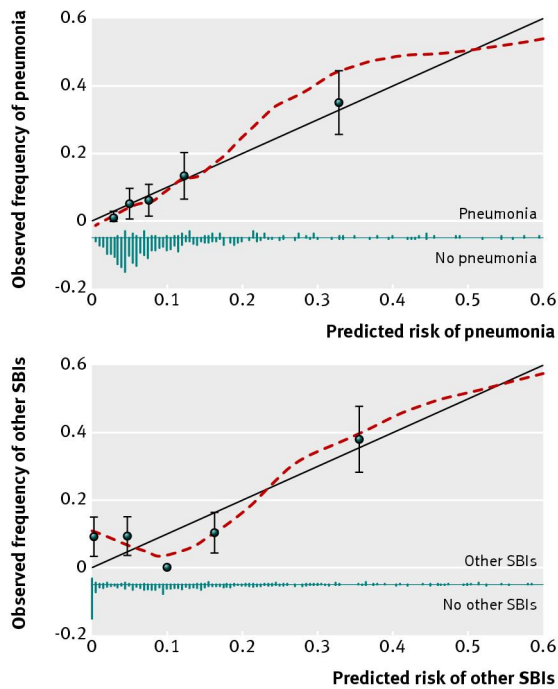 Observed frequency of pneumonia
0.6
0.4
0.2
0
-0.2
Pneumonia
No pneumonia
0 0.1 0.2 0.3 0.4 0.5 0.6
Predicted risk of pneumonia
Observed frequency of other SBIs
0.6
0.4
0.2
0
-0.2
Other SBIs
No other SBIs
0 0.1 0.2 0.3 0.4 0.5 0.6
Predicted risk of other SBIs